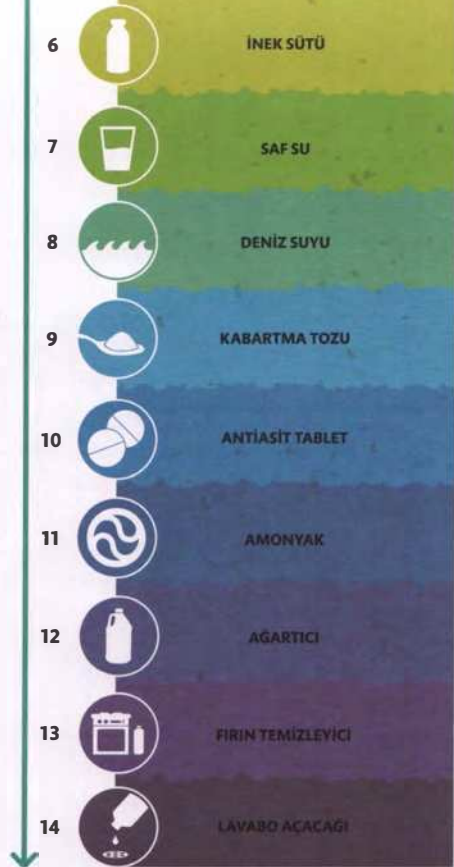 6 İNEK SÜTÜ
7 SAF SU
8 DENİZ SUYU
9 KABARTMA TOZU
10 ANTİASİT TABLET
11 AMONYAK
12 AĞARTICI
13 FIRIN TEMİZLEYİCİ
14 LAVABO AÇACAĞI